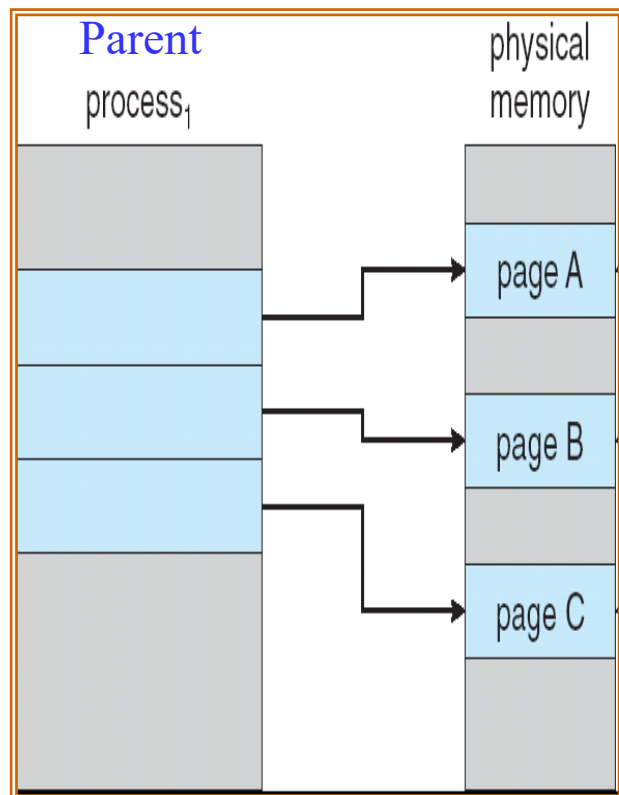 Parent
process₁
physical
memory
page A
page B
page C